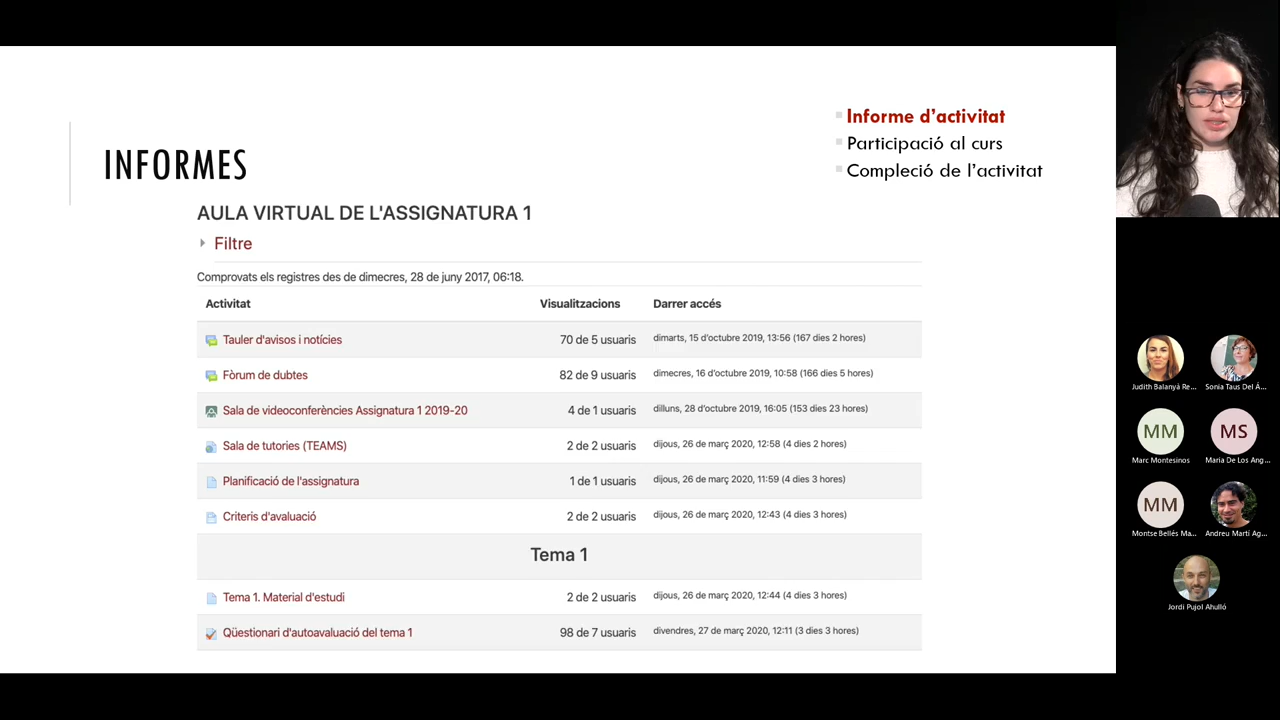 Informe d'activitat
Participació al curs
Compleció de l'activitat
INFORMES
AULA VIRTUAL DE L'ASSIGNATURA 1
Filtre
Comprovats els registres des de dimecres, 28 de juny 2017, 06:18.
Activitat Visualitzacions Darrer accés
Tauler d'avisos i notícies 70 de 5 usuaris dimarts, 15 d'octubre 2019, 13:56 (167 dies 2 hores)
Fòrum de dubtes 82 de 9 usuaris dimecres, 16 d'octubre 2019, 10:58 (166 dies 5 hores)
Sala de videoconferències Assignatura 1 2019-20 4 de 1 usuaris dilluns, 28 d'octubre 2019, 16:05 (153 dies 23 hores)
Sala de tutories (TEAMS) 2 de 2 usuaris dijous, 26 de març 2020, 12:58 (4 dies 2 hores)
Planificació de l'assignatura 1 de 1 usuaris dijous, 26 de març 2020, 11:59 (4 dies 3 hores)
Criteris d'avaluació 2 de 2 usuaris dijous, 26 de març 2020, 12:43 (4 dies 3 hores)
Tema 1
Tema 1. Material d'estudi 2 de 2 usuaris dijous, 26 de març 2020, 12:44 (4 dies 3 hores)
Qüestionari d'autoavaluació del tema 1 98 de 7 usuaris divendres, 27 de març 2020, 12:11 (3 dies 3 hores)
Judith Balanyà Re... Sonia Taus Del Á...
MM MS
Marc Montesinos Maria De Los Ang...
MM
Montse Bellés Ma... Andreu Martí Ag...
Jordi Pujol Ahulló